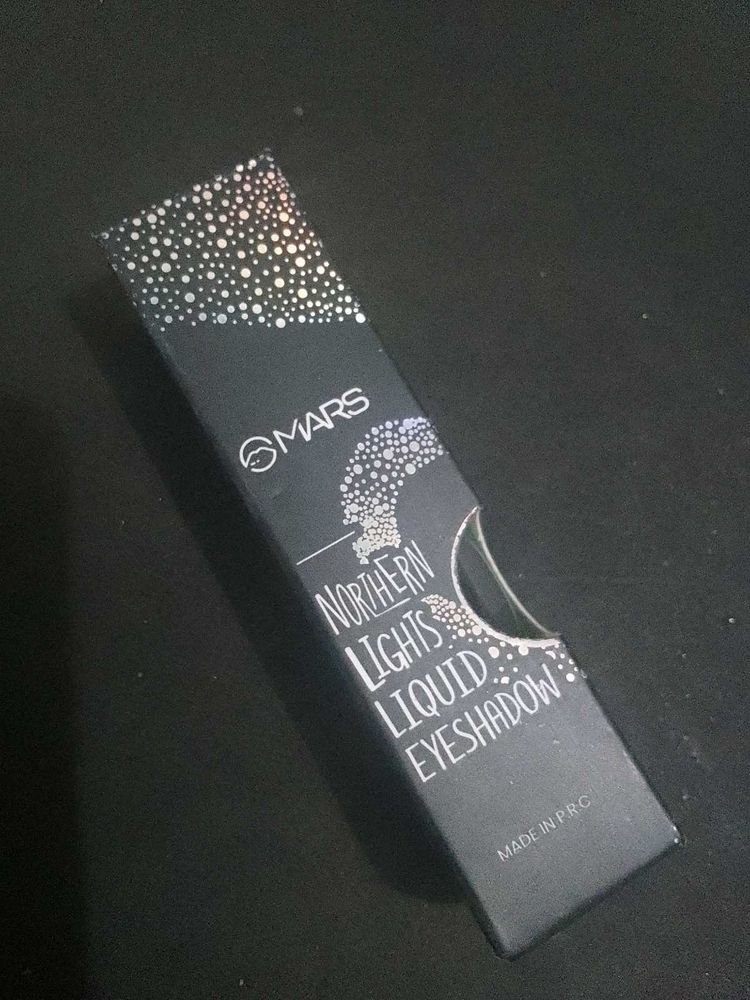 MARS
NORTHERN
LIGHTS
LIQUID
EYESHADOW
MADE IN P.R.C